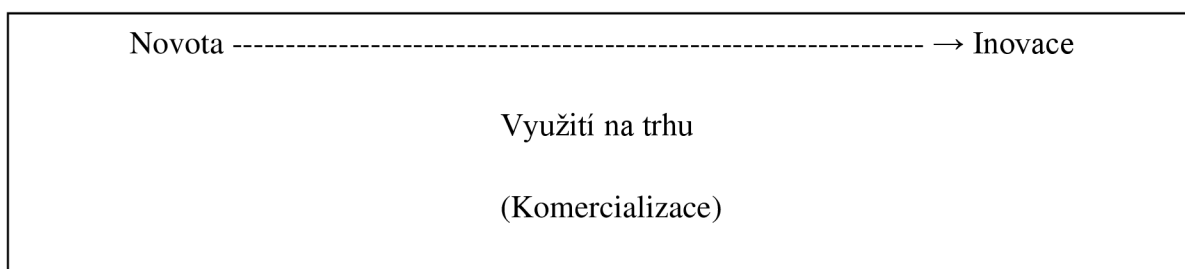 Novota ----------------------------------------------------------------- → Inovace
Využití na trhu
(Komercializace)